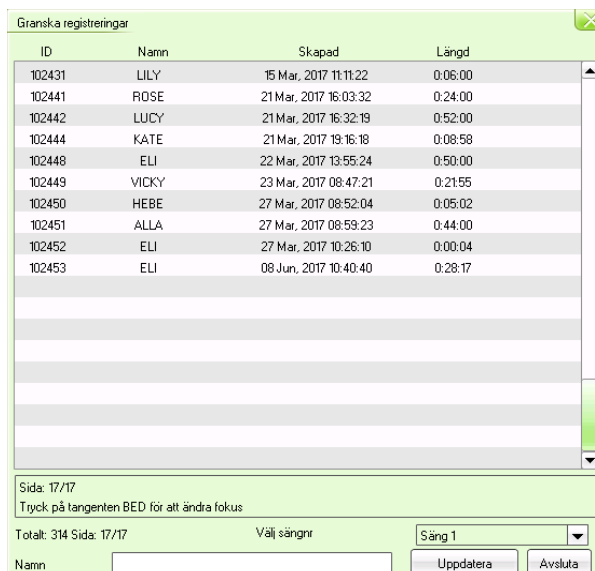 Granska registreringar
ID Namn Skapad Längd
102431 LILY 15 Mar, 2017 11:11:22 0:06:00
102441 ROSE 21 Mar, 2017 16:03:32 0:24:00
102442 LUCY 21 Mar, 2017 16:32:19 0:52:00
102444 KATE 21 Mar, 2017 19:16:18 0:08:58
102448 ELI 22 Mar, 2017 13:55:24 0:50:00
102449 VICKY 23 Mar, 2017 08:47:21 0:21:55
102450 HEBE 27 Mar, 2017 08:52:04 0:05:02
102451 ALLA 27 Mar, 2017 08:59:23 0:44:00
102452 ELI 27 Mar, 2017 10:26:10 0:00:04
102453 ELI 08 Jun, 2017 10:40:40 0:28:17
Sida: 17/17
Tryck på tangenten BED för att ändra fokus
Totalt: 314 Sida: 17/17 Välj sängnr Säng 1
Namn Uppdatera Avsluta